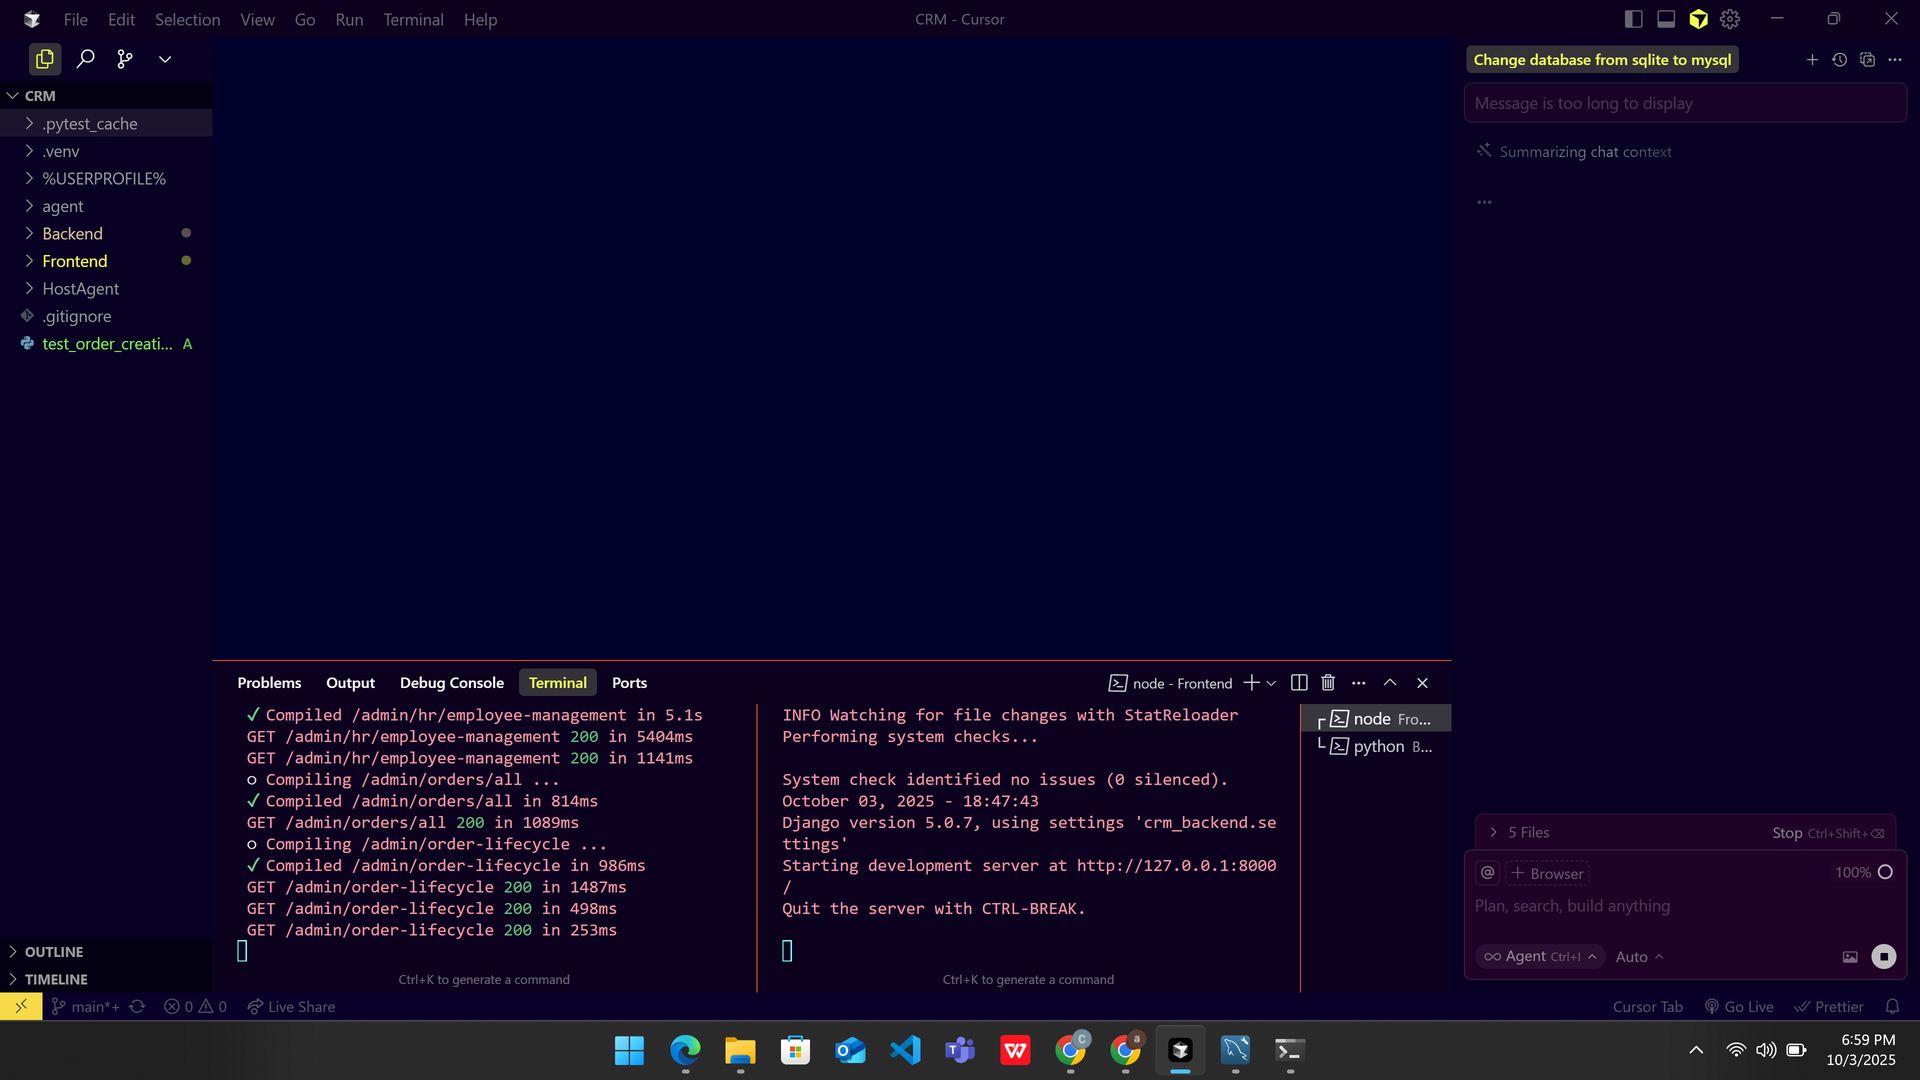 File Edit Selection View Go Run Terminal Help
CRM - Cursor
CRM
.pytest_cache
.venv
%USERPROFILE%
agent
Backend
Frontend
HostAgent
.gitignore
test_order_creati... A
OUTLINE
TIMELINE
Problems Output Debug Console Terminal Ports
node - Frontend
✓ Compiled /admin/hr/employee-management in 5.1s
GET /admin/hr/employee-management 200 in 5404ms
GET /admin/hr/employee-management 200 in 1141ms
○ Compiling /admin/orders/all ...
✓ Compiled /admin/orders/all in 814ms
GET /admin/orders/all 200 in 1089ms
○ Compiling /admin/order-lifecycle ...
✓ Compiled /admin/order-lifecycle in 986ms
GET /admin/order-lifecycle 200 in 1487ms
GET /admin/order-lifecycle 200 in 498ms
GET /admin/order-lifecycle 200 in 253ms
Ctrl+K to generate a command
INFO Watching for file changes with StatReloader
Performing system checks...
System check identified no issues (0 silenced).
October 03, 2025 - 18:47:43
Django version 5.0.7, using settings 'crm_backend.se
ttings'
Starting development server at http://127.0.0.1:8000
/
Quit the server with CTRL-BREAK.
Ctrl+K to generate a command
node Fro...
python B...
Change database from sqlite to mysql
Message is too long to display
Summarizing chat context
...
5 Files Stop Ctrl+Shift+⌫
@ + Browser 100%
Plan, search, build anything
∞ Agent Ctrl+I Auto
main*+ 0 0 Live Share
Cursor Tab Go Live Prettier
C a
6:59 PM
10/3/2025